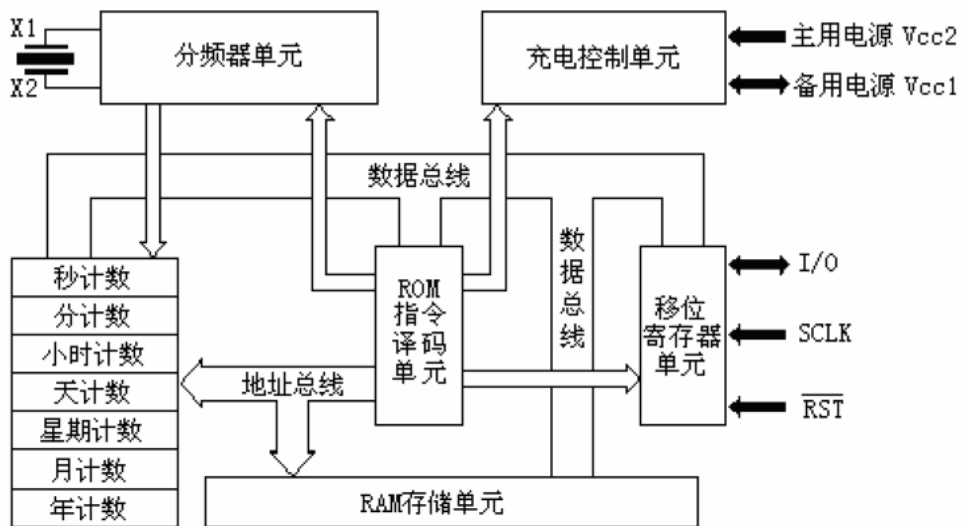 X1
X2
分频器单元
充电控制单元
主用电源 Vcc2
备用电源 Vcc1
数据总线
数据总线
秒计数
分计数
小时计数
天计数
星期计数
月计数
年计数
ROM
指令
译码
单元
地址总线
移位
寄存器
单元
I/O
SCLK
R̅S̅T̅
RAM存储单元